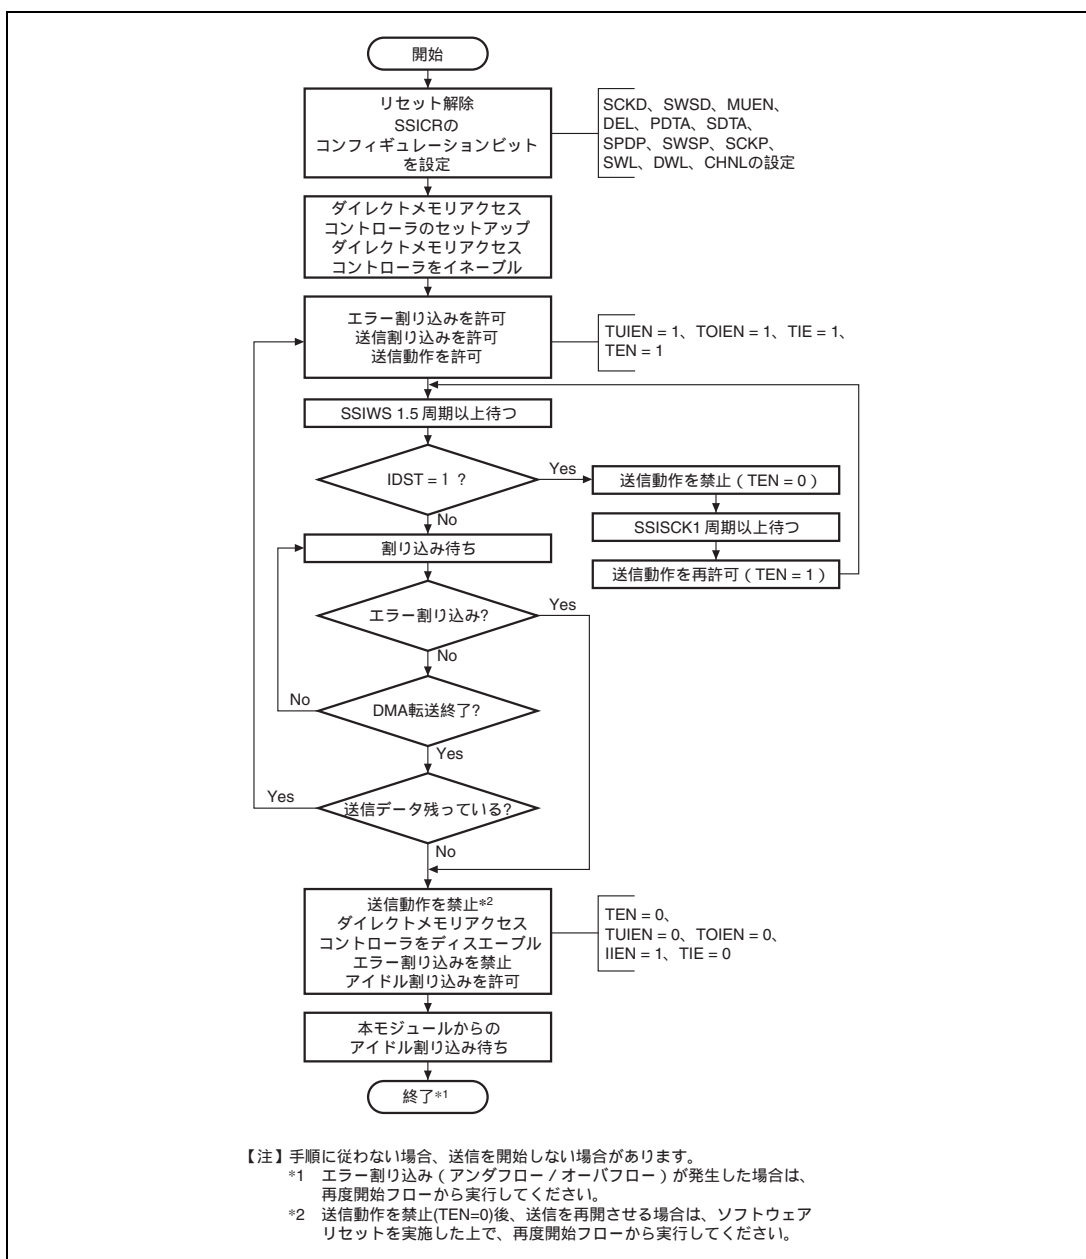 開始
リセット解除
SSICRの
コンフィギュレーションビット
を設定
SCKD、SWSD、MUEN、
DEL、PDTA、SDTA、
SPDP、SWSP、SCKP、
SWL、DWL、CHNLの設定
ダイレクトメモリアクセス
コントローラのセットアップ
ダイレクトメモリアクセス
コントローラをイネーブル
エラー割り込みを許可
送信割り込みを許可
送信動作を許可
TUIEN = 1、TOIEN = 1、TIE = 1、
TEN = 1
SSIWS 1.5 周期以上待つ
IDST = 1 ?
Yes
No
送信動作を禁止 ( TEN = 0 )
SSISCK1 周期以上待つ
送信動作を再許可 ( TEN = 1 )
割り込み待ち
エラー割り込み?
Yes
No
DMA転送終了?
No
Yes
送信データ残っている?
Yes
No
送信動作を禁止*2
ダイレクトメモリアクセス
コントローラをディスエーブル
エラー割り込みを禁止
アイドル割り込みを許可
TEN = 0、
TUIEN = 0、TOIEN = 0、
IIEN = 1、TIE = 0
本モジュールからの
アイドル割り込み待ち
終了*1
【注】手順に従わない場合、送信を開始しない場合があります。
*1 エラー割り込み ( アンダフロー / オーバフロー ) が発生した場合は、
再度開始フローから実行してください。
*2 送信動作を禁止(TEN=0)後、送信を再開させる場合は、ソフトウェア
リセットを実施した上で、再度開始フローから実行してください。